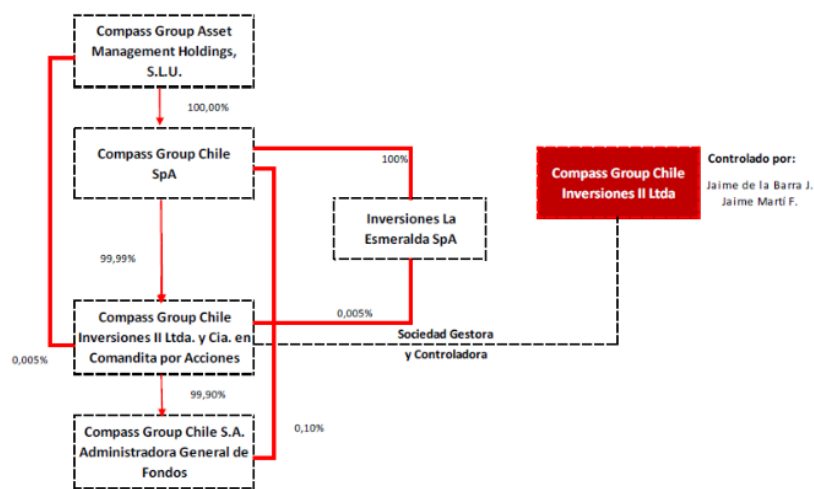 Compass Group Asset
Management Holdings,
S.L.U.
100,00%
Compass Group Chile
SpA
100%
Compass Group Chile
Inversiones II Ltda
Controlado por:
Jaime de la Barra J.
Jaime Martí F.
Inversiones La
Esmeralda SpA
99,99%
Compass Group Chile
Inversiones II Ltda. y Cia. en
Comandita por Acciones
0,005%
Sociedad Gestora
y Controladora
0,005%
99,90%
Compass Group Chile S.A.
Administradora General de
Fondos
0,10%